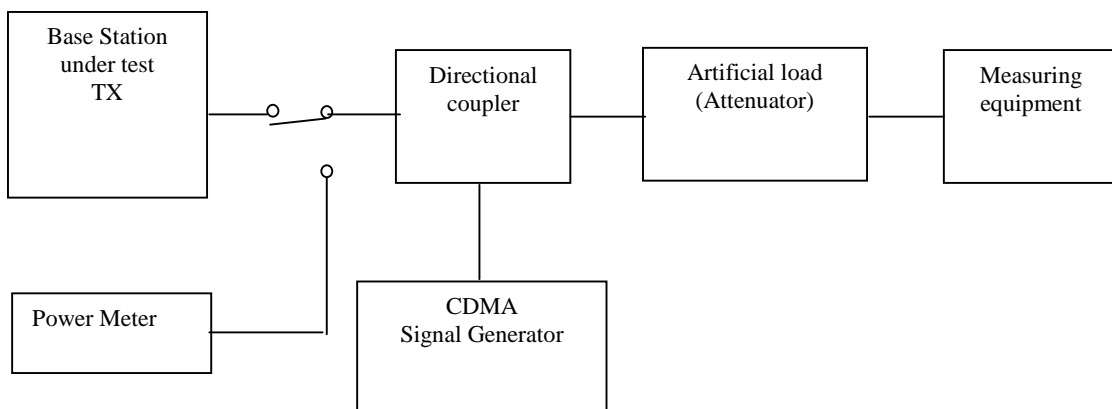 Base Station
under test
TX
Directional
coupler
Artificial load
(Attenuator)
Measuring
equipment
Power Meter
CDMA
Signal Generator